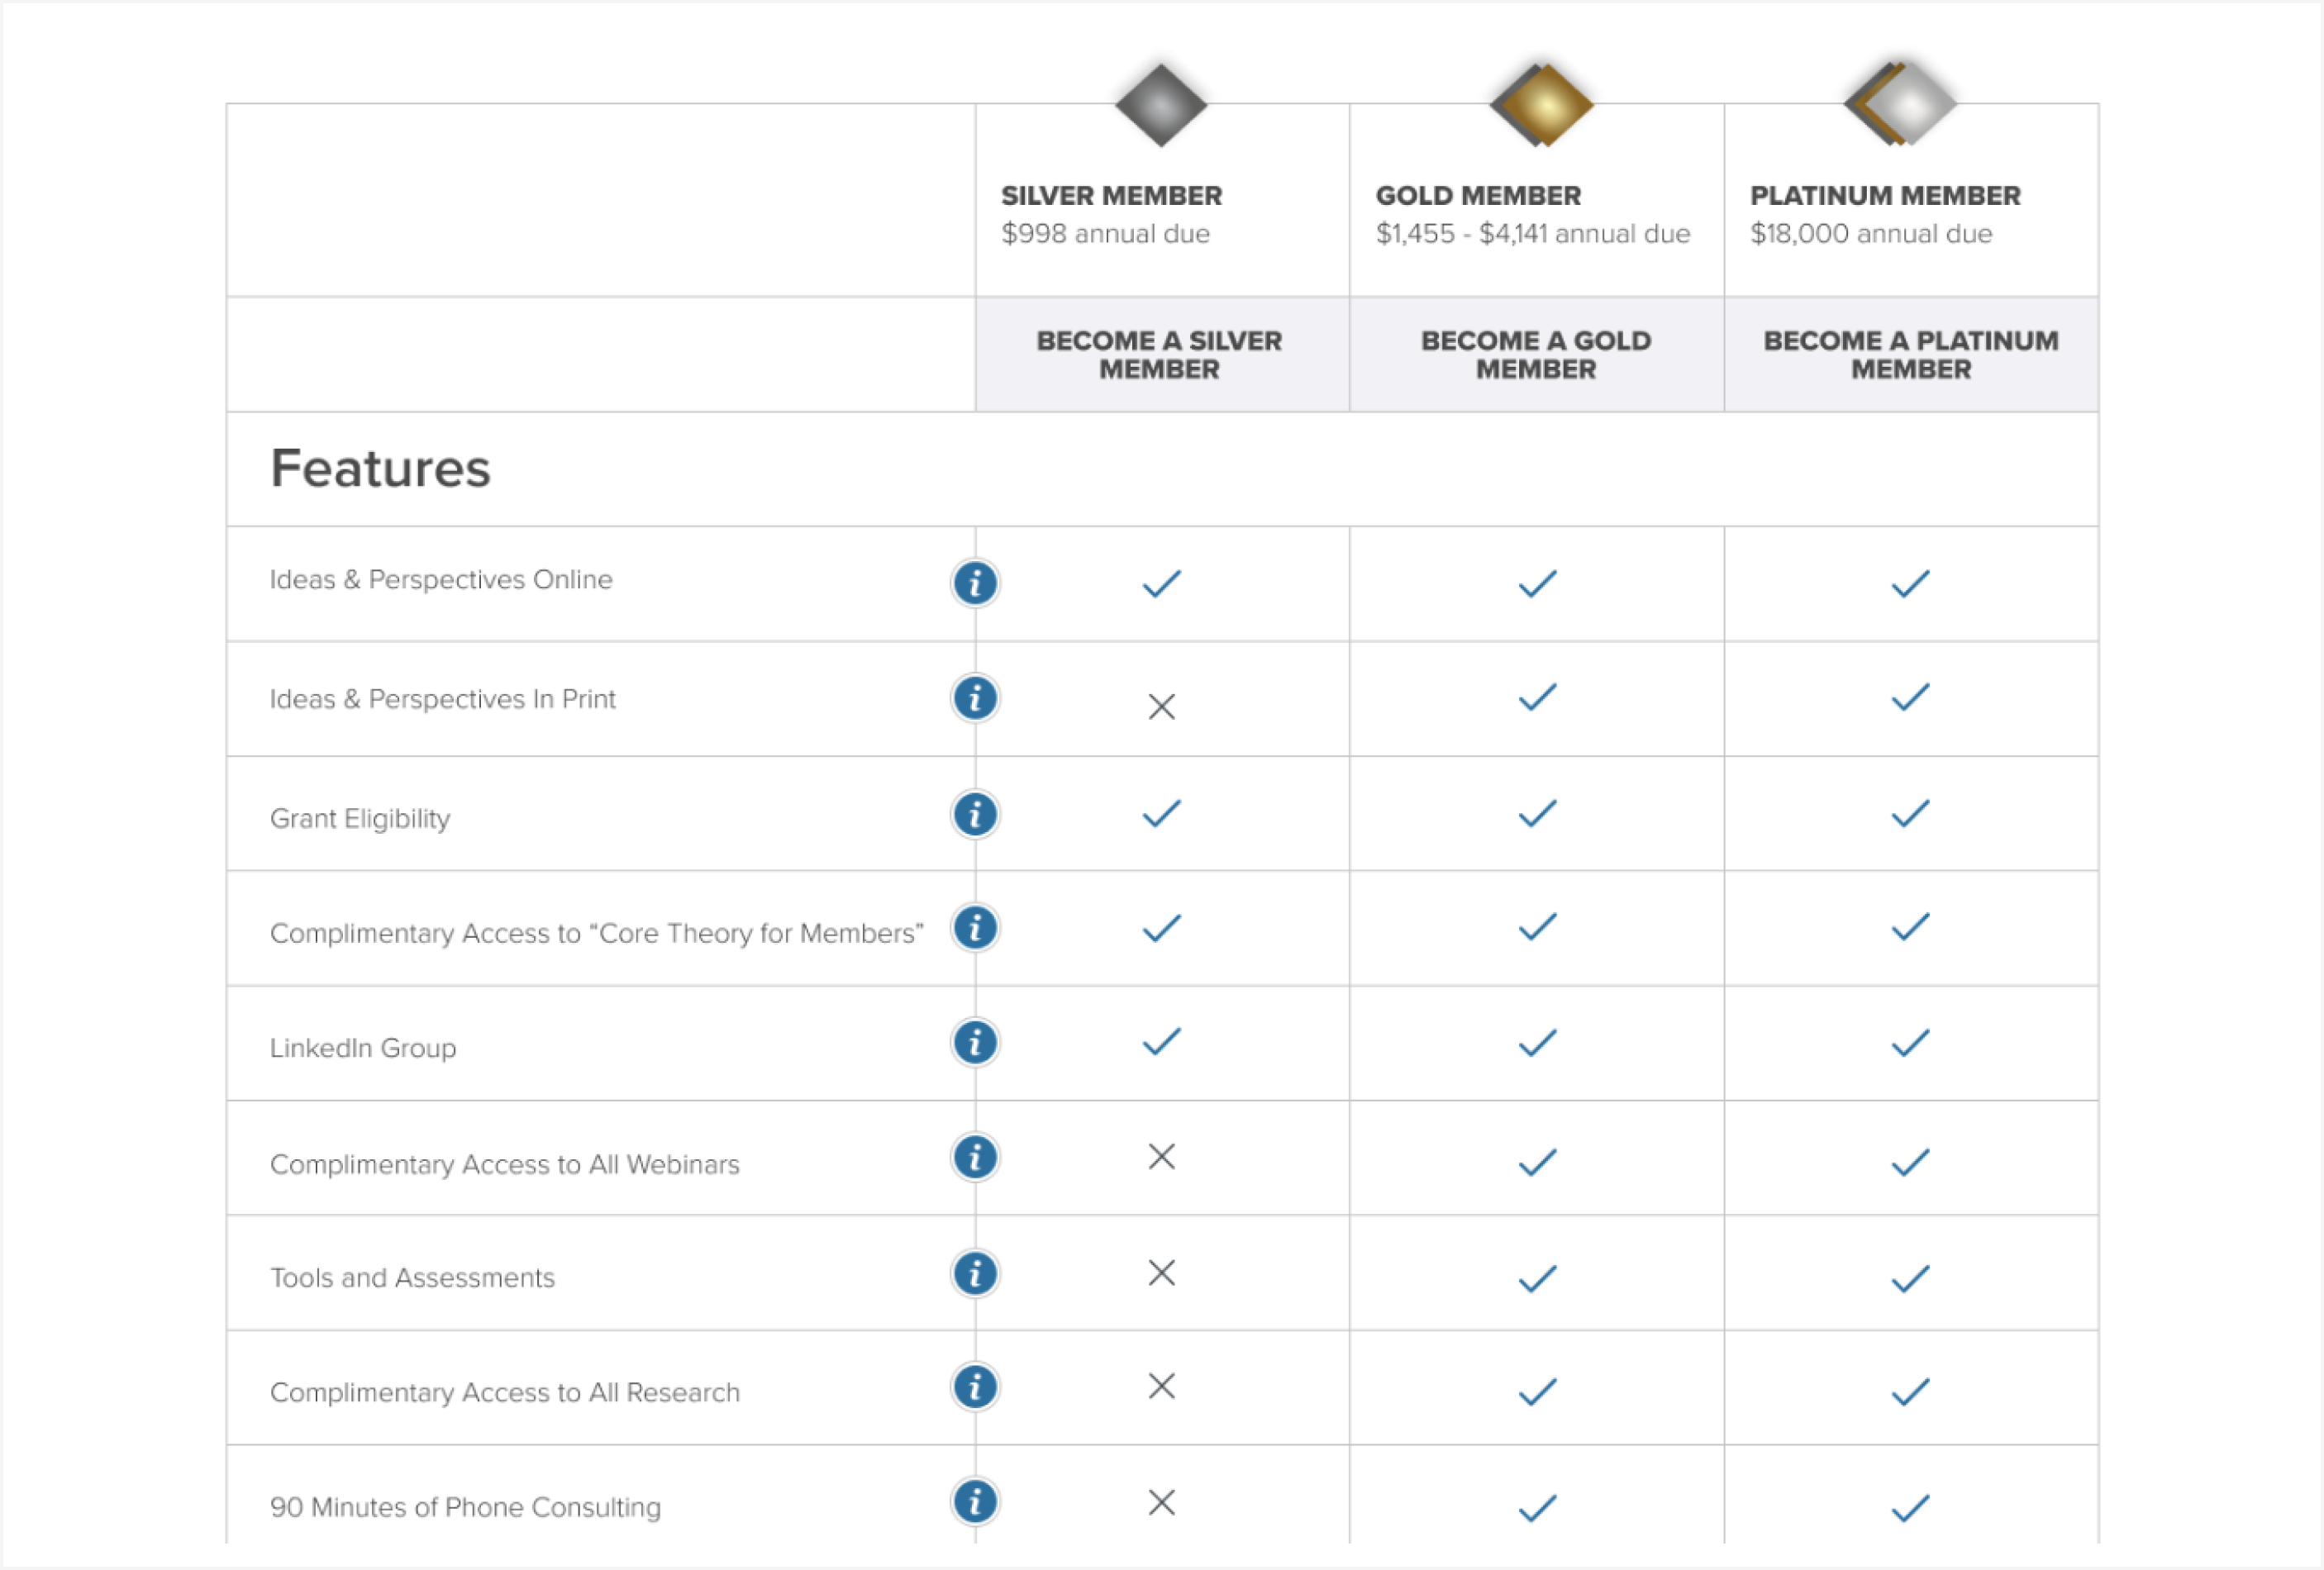 SILVER MEMBER
$998 annual due
GOLD MEMBER
$1,455 - $4,141 annual due
PLATINUM MEMBER
$18,000 annual due
BECOME A SILVER
MEMBER
BECOME A GOLD
MEMBER
BECOME A PLATINUM
MEMBER
Features
Ideas & Perspectives Online
i
Ideas & Perspectives In Print
i
Grant Eligibility
i
Complimentary Access to “Core Theory for Members”
i
LinkedIn Group
i
Complimentary Access to All Webinars
i
Tools and Assessments
i
Complimentary Access to All Research
i
90 Minutes of Phone Consulting
i